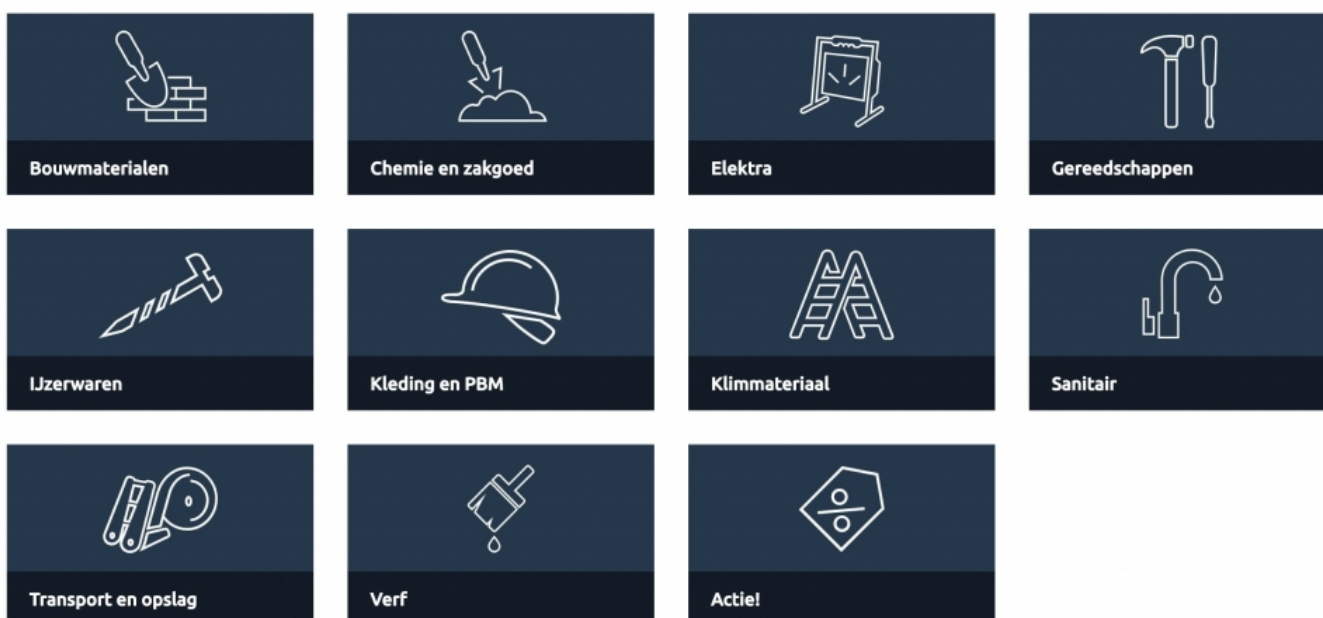 Bouwmaterialen
Chemie en zakgoed
Elektra
Gereedschappen
IJzerwaren
Kleding en PBM
Klimmateriaal
Sanitair
Transport en opslag
Verf
Actie!